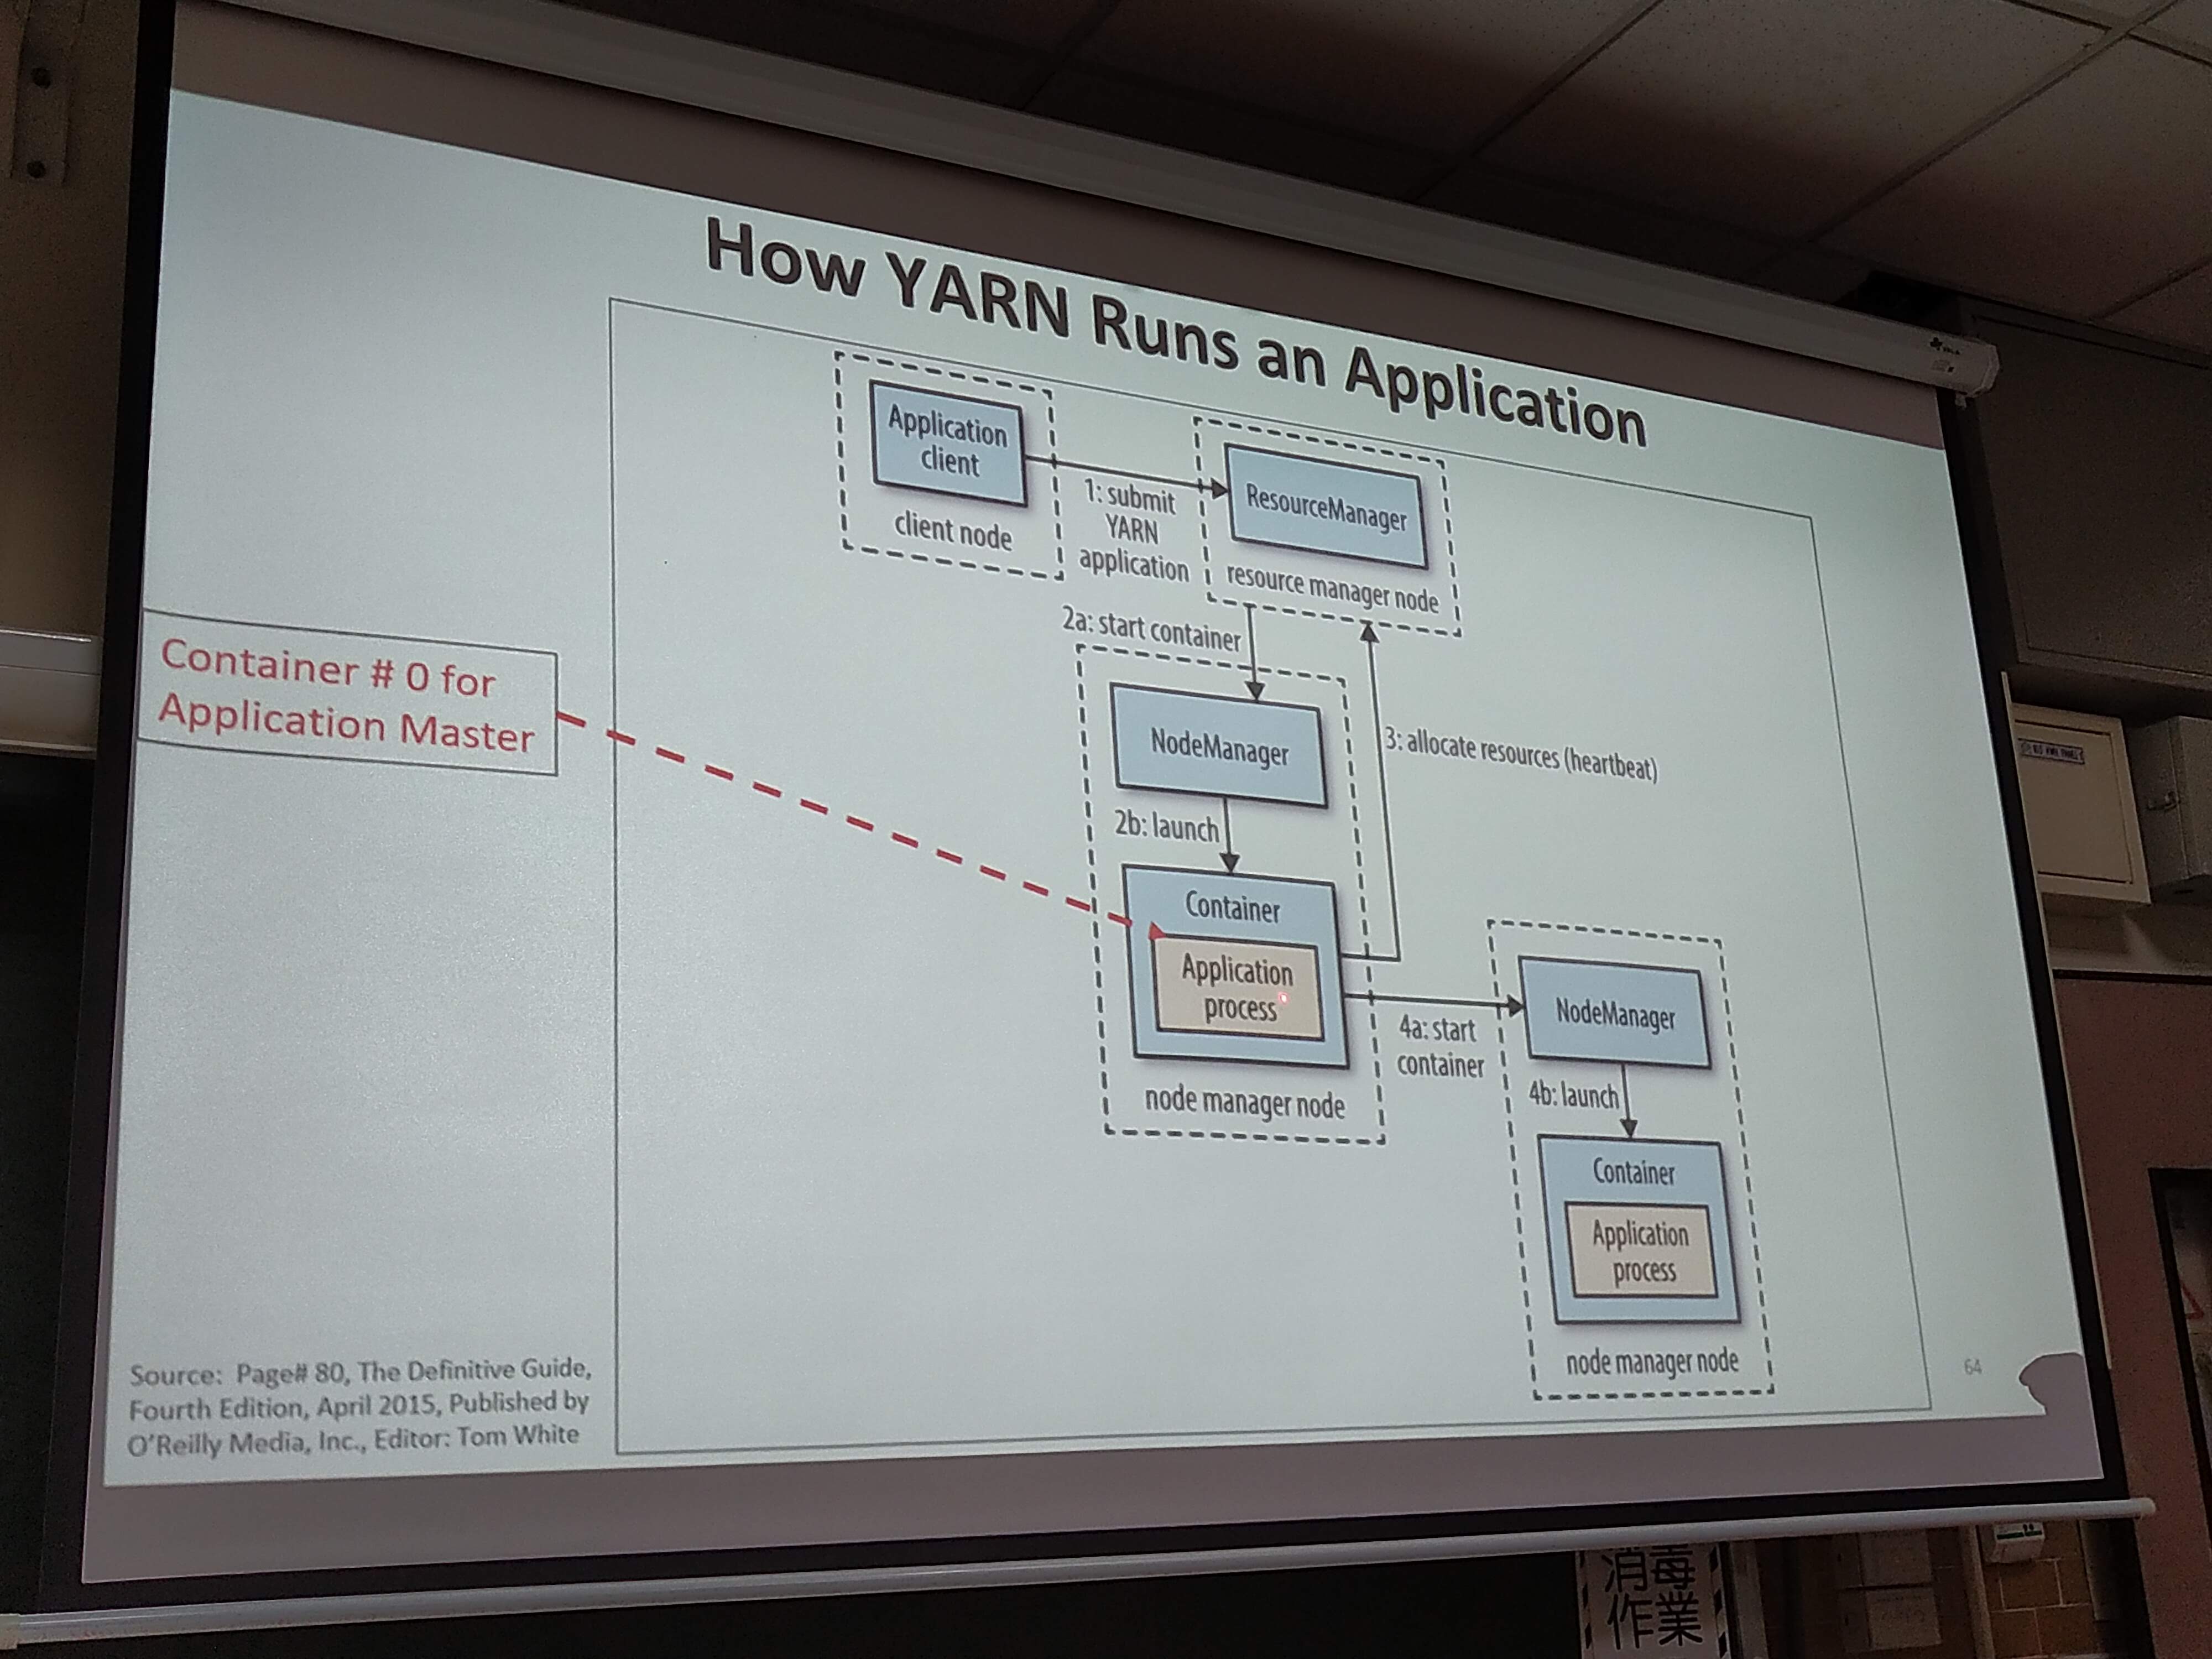 How YARN Runs an Application
Application
client
client node
1: submit
YARN
application
ResourceManager
resource manager node
2a: start container
Container # 0 for
Application Master
NodeManager
3: allocate resources (heartbeat)
2b: launch
Container
Application
process
node manager node
4a: start
container
NodeManager
4b: launch
Container
Application
process
node manager node
Source: Page# 80, The Definitive Guide,
Fourth Edition, April 2015, Published by
O'Reilly Media, Inc., Editor: Tom White
64
消毒
作業